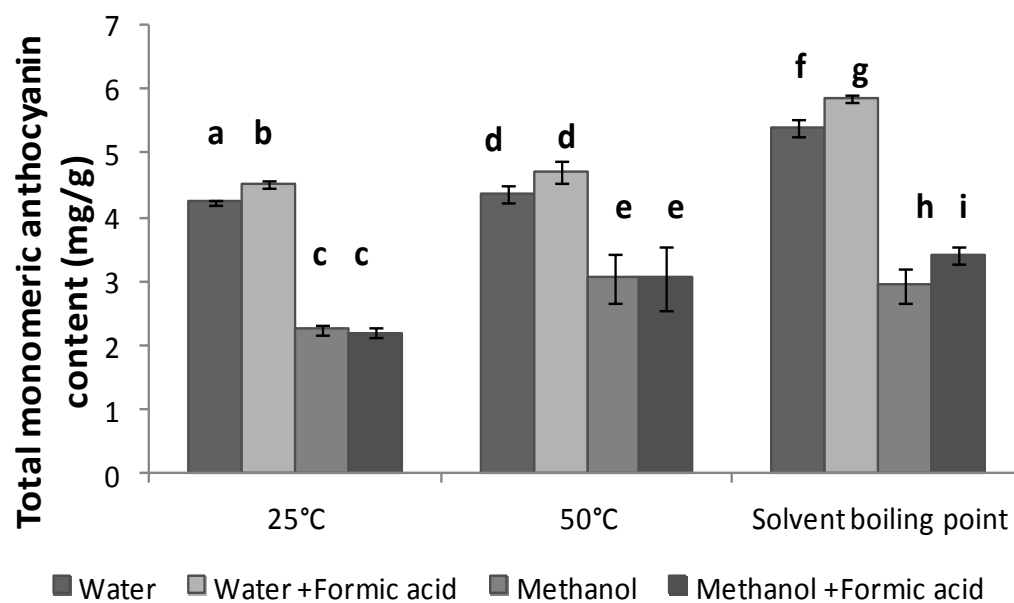 Total monomeric anthocyanin
content (mg/g)
7
6
5
4
3
2
1
0
a b c c
d d e e
f g h i
25°C 50°C Solvent boiling point
Water Water +Formic acid Methanol Methanol +Formic acid